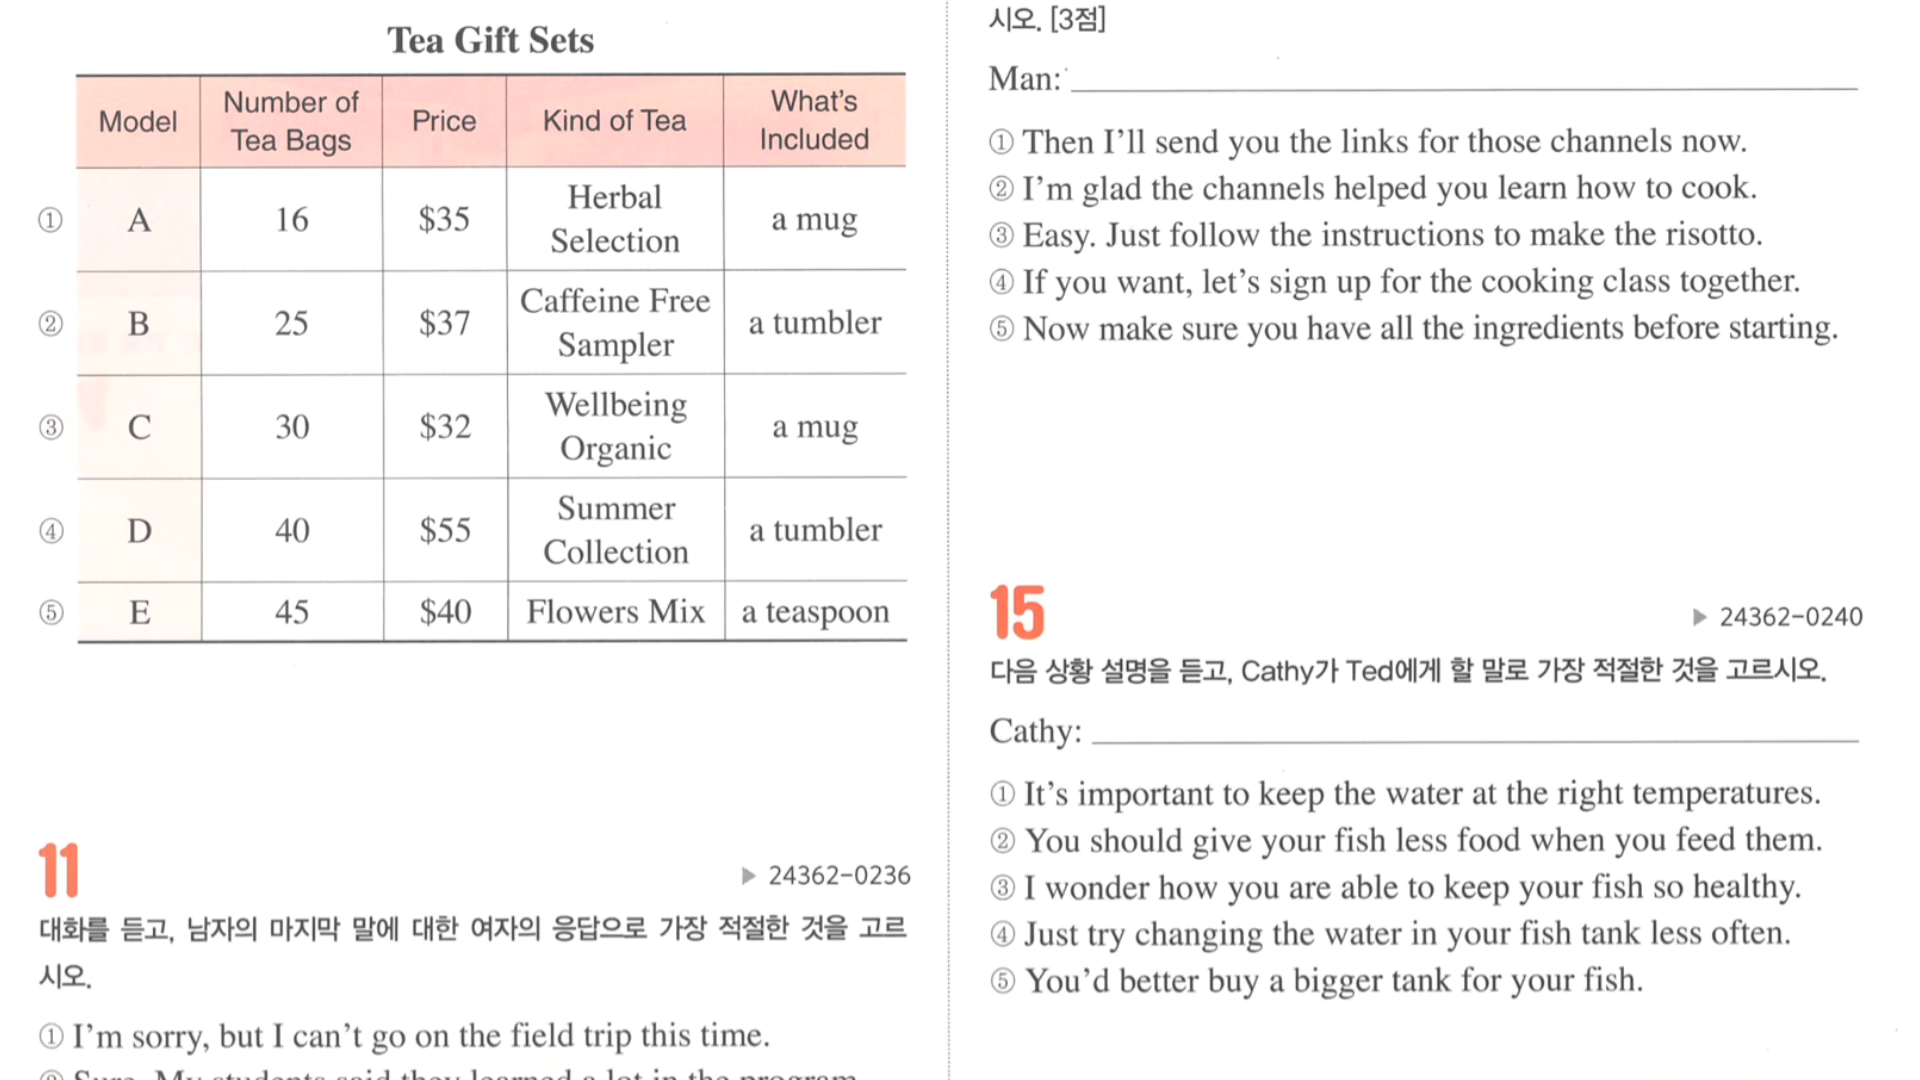 Tea Gift Sets
Model
Number of
Tea Bags
Price
Kind of Tea
What's
Included
① A 16 $35 Herbal
Selection
a mug
② B 25 $37 Caffeine Free
Sampler
a tumbler
③ C 30 $32 Wellbeing
Organic
a mug
④ D 40 $55 Summer
Collection
a tumbler
⑤ E 45 $40 Flowers Mix a teaspoon
11
▶ 24362-0236
대화를 듣고, 남자의 마지막 말에 대한 여자의 응답으로 가장 적절한 것을 고르
시오.
① I'm sorry, but I can't go on the field trip this time.
② Sure. My students said they learned a lot in the program.
시오. [3점]
Man:
① Then I'll send you the links for those channels now.
② I'm glad the channels helped you learn how to cook.
③ Easy. Just follow the instructions to make the risotto.
④ If you want, let's sign up for the cooking class together.
⑤ Now make sure you have all the ingredients before starting.
15
▶ 24362-0240
다음 상황 설명을 듣고, Cathy가 Ted에게 할 말로 가장 적절한 것을 고르시오.
Cathy:
① It's important to keep the water at the right temperatures.
② You should give your fish less food when you feed them.
③ I wonder how you are able to keep your fish so healthy.
④ Just try changing the water in your fish tank less often.
⑤ You'd better buy a bigger tank for your fish.